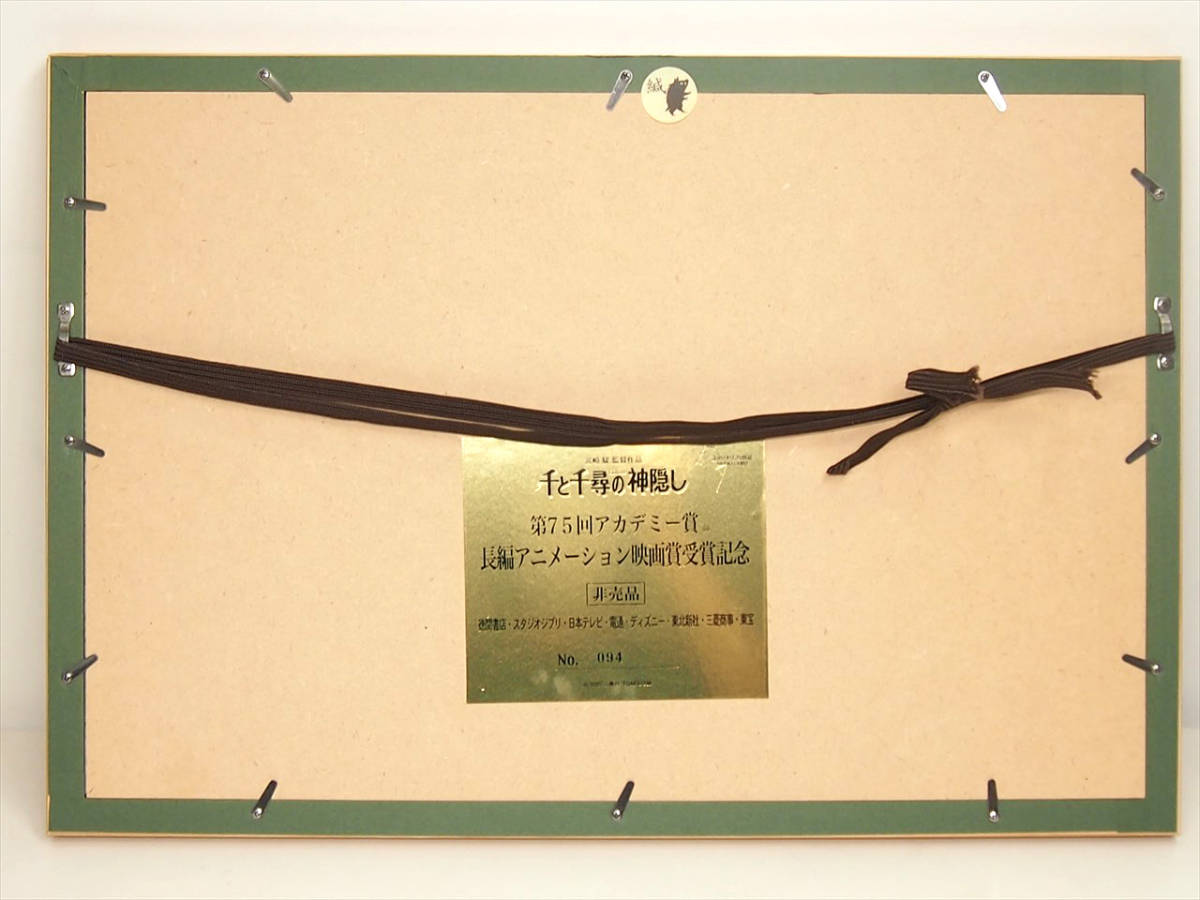 緘
宮崎 駿 監督作品
千と千尋の神隠し
第75回アカデミー賞
長編アニメーション映画賞受賞記念
非売品
徳間書店・スタジオジブリ・日本テレビ・電通・ディズニー・東北新社・三菱商事・東宝
No. 094